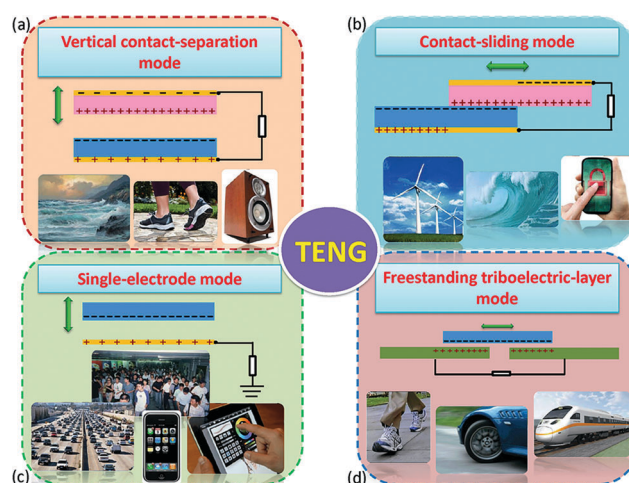 (a)
Vertical contact-separation
mode
(b)
Contact-sliding mode
TENG
Single-electrode mode
(c)
Freestanding triboelectric-layer
mode
(d)